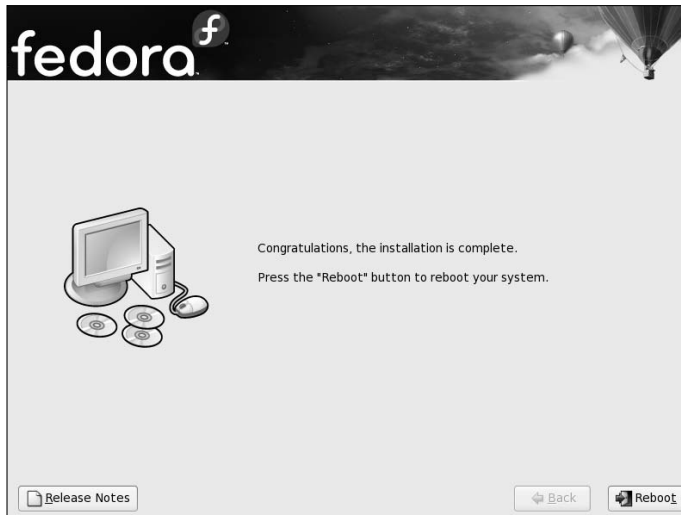 fedora
Congratulations, the installation is complete.
Press the "Reboot" button to reboot your system.
Release Notes
Back
Reboot